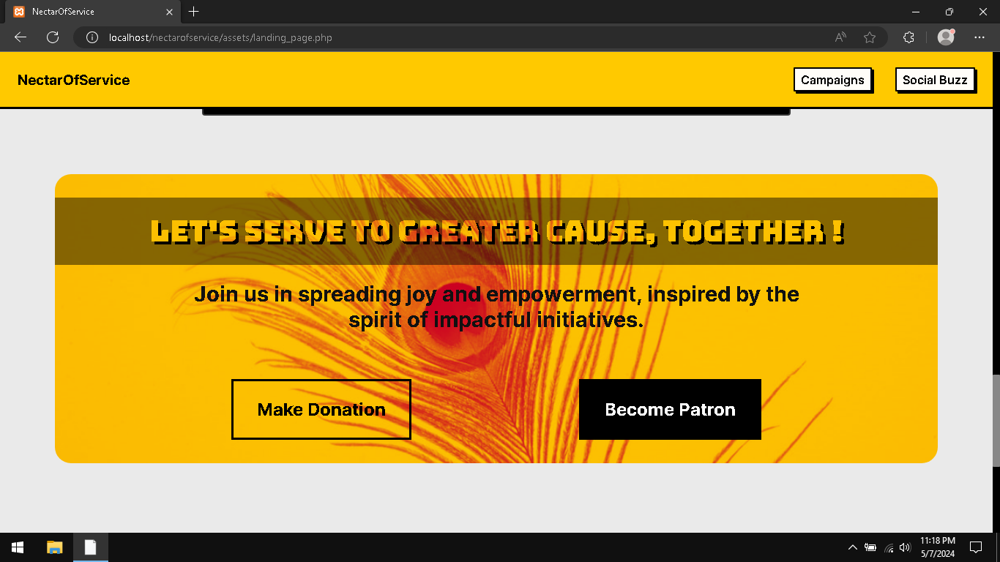 NectarOfService
localhost/nectarofservice/assets/landing_page.php
NectarOfService
Campaigns
Social Buzz
LET'S SERVE TO GREATER CAUSE, TOGETHER !
Join us in spreading joy and empowerment, inspired by the
spirit of impactful initiatives.
Make Donation
Become Patron
11:18 PM
5/7/2024